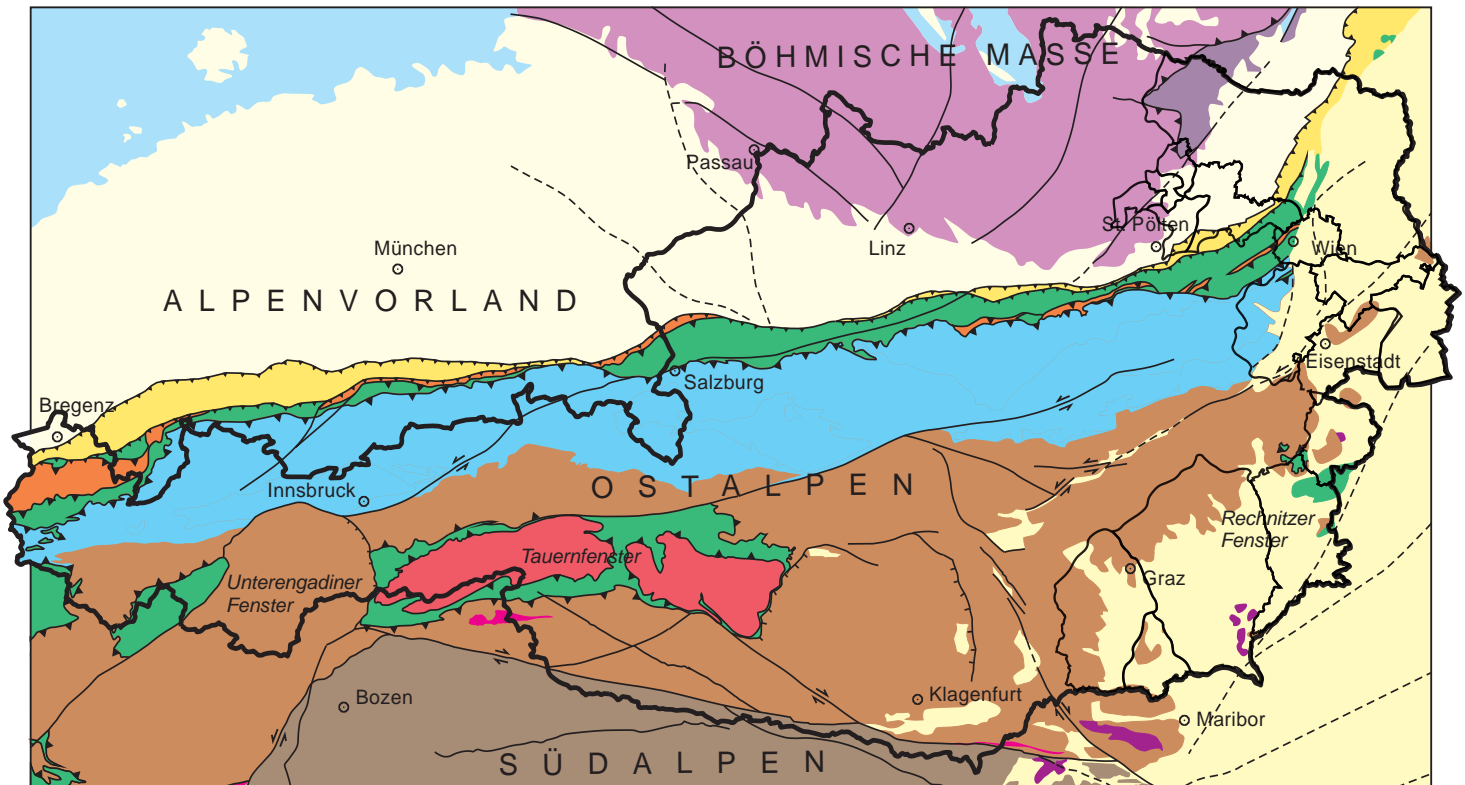 BÖHMISCHE MASSE
Passau
St. Pölten
Linz
Wien
München
ALPENVORLAND
Eisenstadt
Salzburg
Bregenz
Innsbruck
OSTALPEN
Rechnitzer
Fenster
Tauernfenster
Unterengadiner
Fenster
Graz
Bozen
Klagenfurt
Maribor
SÜDALPEN